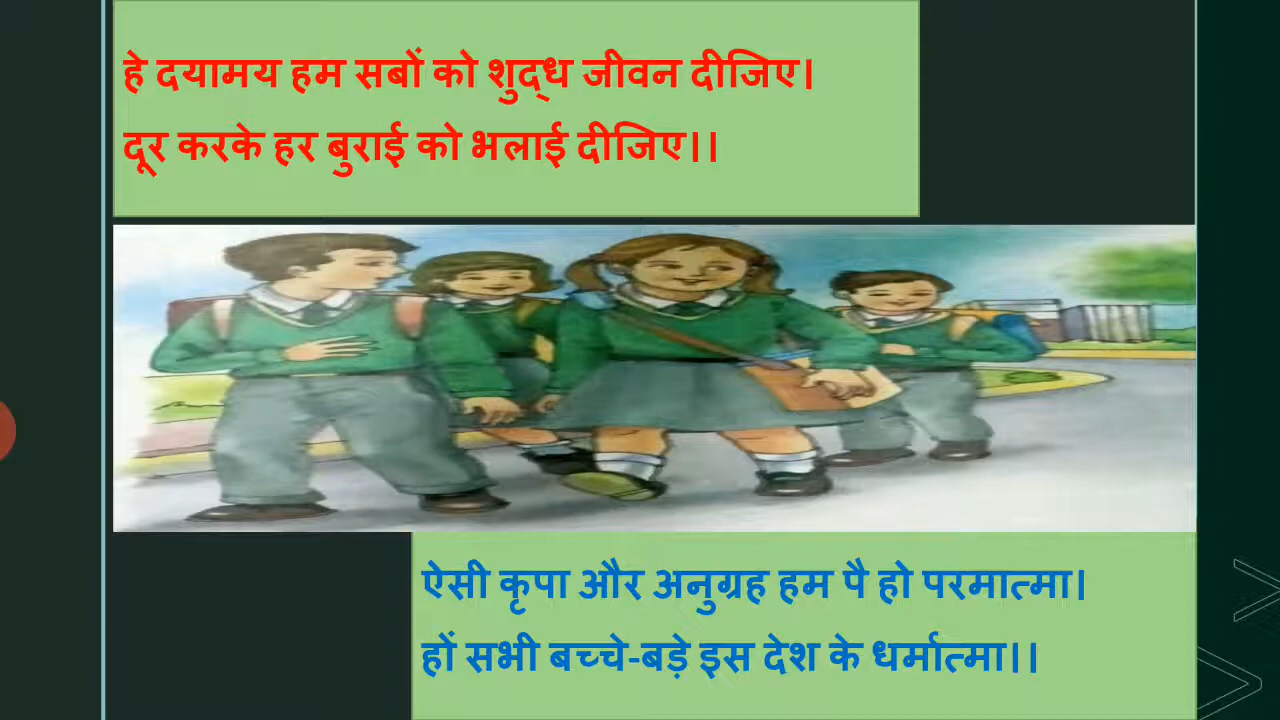 हे दयामय हम सबों को शुद्ध जीवन दीजिए।
दूर करके हर बुराई को भलाई दीजिए।।
ऐसी कृपा और अनुग्रह हम पै हो परमात्मा।
हों सभी बच्चे-बड़े इस देश के धर्मात्मा।।